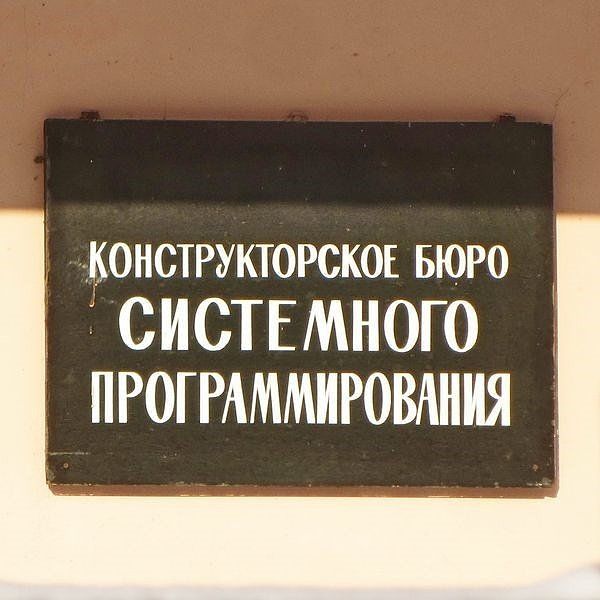 КОНСТРУКТОРСКОЕ БЮРО
СИСТЕМНОГО
ПРОГРАММИРОВАНИЯ